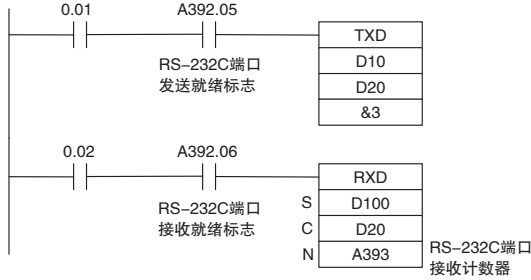 0.01
A392.05
TXD
D10
D20
&3
RS-232C端口
发送就绪标志
0.02
A392.06
RXD
S D100
C D20
N A393
RS-232C端口
接收就绪标志
RS-232C端口
接收计数器